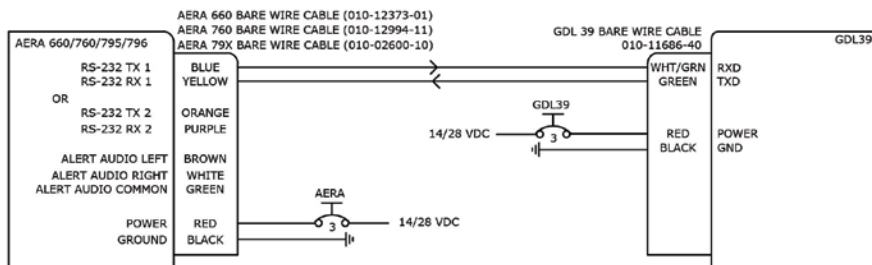 AERA 660 BARE WIRE CABLE (010-12373-01)
AERA 760 BARE WIRE CABLE (010-12994-11)
AERA 79X BARE WIRE CABLE (010-02600-10)
GDL 39 BARE WIRE CABLE
010-11686-40
AERA 660/760/795/796
GDL39
RS-232 TX 1 BLUE WHT/GRN RXD
RS-232 RX 1 YELLOW GREEN TXD
OR
RS-232 TX 2 ORANGE
RS-232 RX 2 PURPLE
GDL39
14/28 VDC 3 RED POWER
BLACK GND
ALERT AUDIO LEFT BROWN
ALERT AUDIO RIGHT WHITE
ALERT AUDIO COMMON GREEN
AERA
POWER RED 3 14/28 VDC
GROUND BLACK